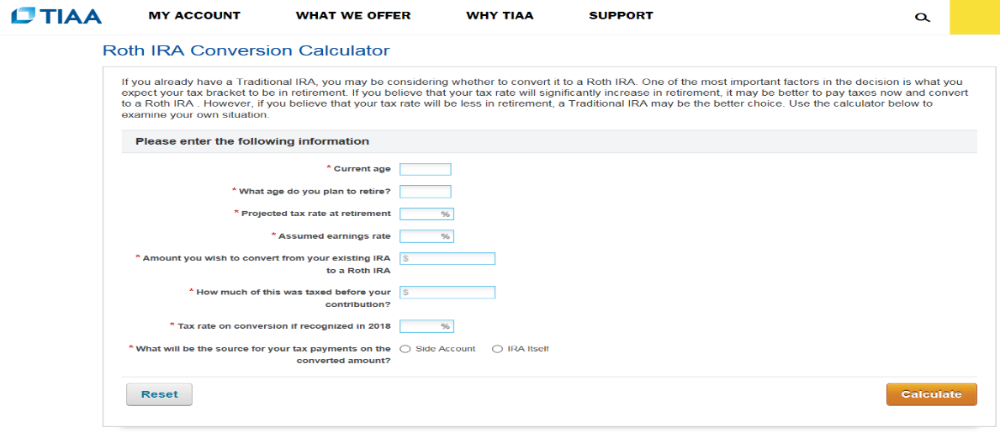 TIAA MY ACCOUNT WHAT WE OFFER WHY TIAA SUPPORT
Roth IRA Conversion Calculator
If you already have a Traditional IRA, you may be considering whether to convert it to a Roth IRA. One of the most important factors in the decision is what you
expect your tax bracket to be in retirement. If you believe that your tax rate will significantly increase in retirement, it may be better to pay taxes now and convert
to a Roth IRA . However, if you believe that your tax rate will be less in retirement, a Traditional IRA may be the better choice. Use the calculator below to
examine your own situation.
Please enter the following information
* Current age
* What age do you plan to retire?
* Projected tax rate at retirement %
* Assumed earnings rate %
* Amount you wish to convert from your existing IRA $
to a Roth IRA
* How much of this was taxed before your $
contribution?
* Tax rate on conversion if recognized in 2018 %
* What will be the source for your tax payments on the Side Account IRA Itself
converted amount?
Reset Calculate